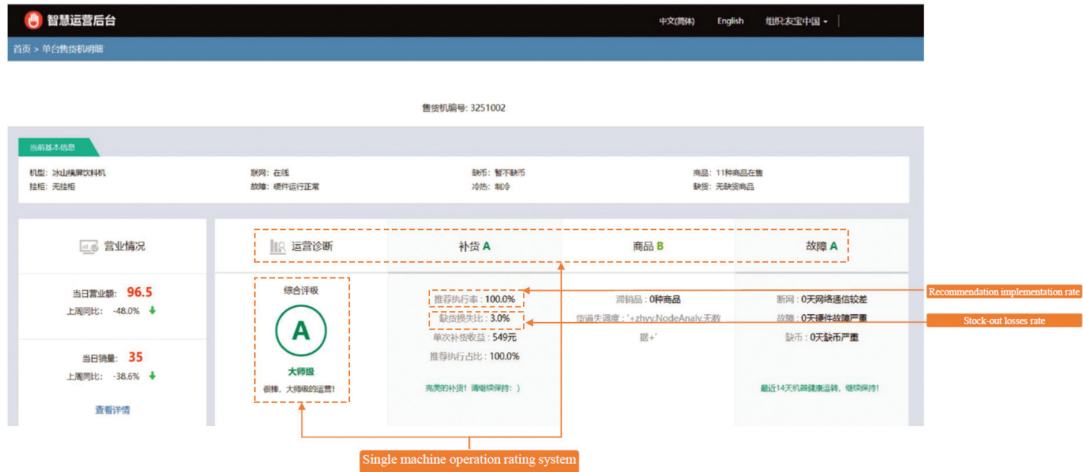 智慧运营后台
中文(简体) English 组织:友宝中国
首页 > 单台售货机明细
售货机编号: 3251002
当前基本信息
机型: 冰山横屏饮料机 联网: 在线 缺币: 暂不缺币 商品: 11种商品在售
挂柜: 无挂柜 故障: 硬件运行正常 冷热: 制冷 缺货: 无缺货商品
营业情况 运营诊断 补货 A 商品 B 故障 A
当日营业额: 96.5
上周同比: -48.0%
当日销量: 35
上周同比: -38.6%
查看详情
综合评级
A
大师级
很棒，大师级的运营!
推荐执行率 : 100.0%
缺货损失比 : 3.0%
单次补货收益 : 549元
推荐执行占比 : 100.0%
完美的补货! 请继续保持: )
滞销品 : 0种商品
货道失调度 : '+zhyy.NodeAnaly.无数
据+'
断网 : 0天网络通信较差
故障 : 0天硬件故障严重
缺币 : 0天缺币严重
最近14天机器健康运转，继续保持!
Recommendation implementation rate
Stock-out losses rate
Single machine operation rating system